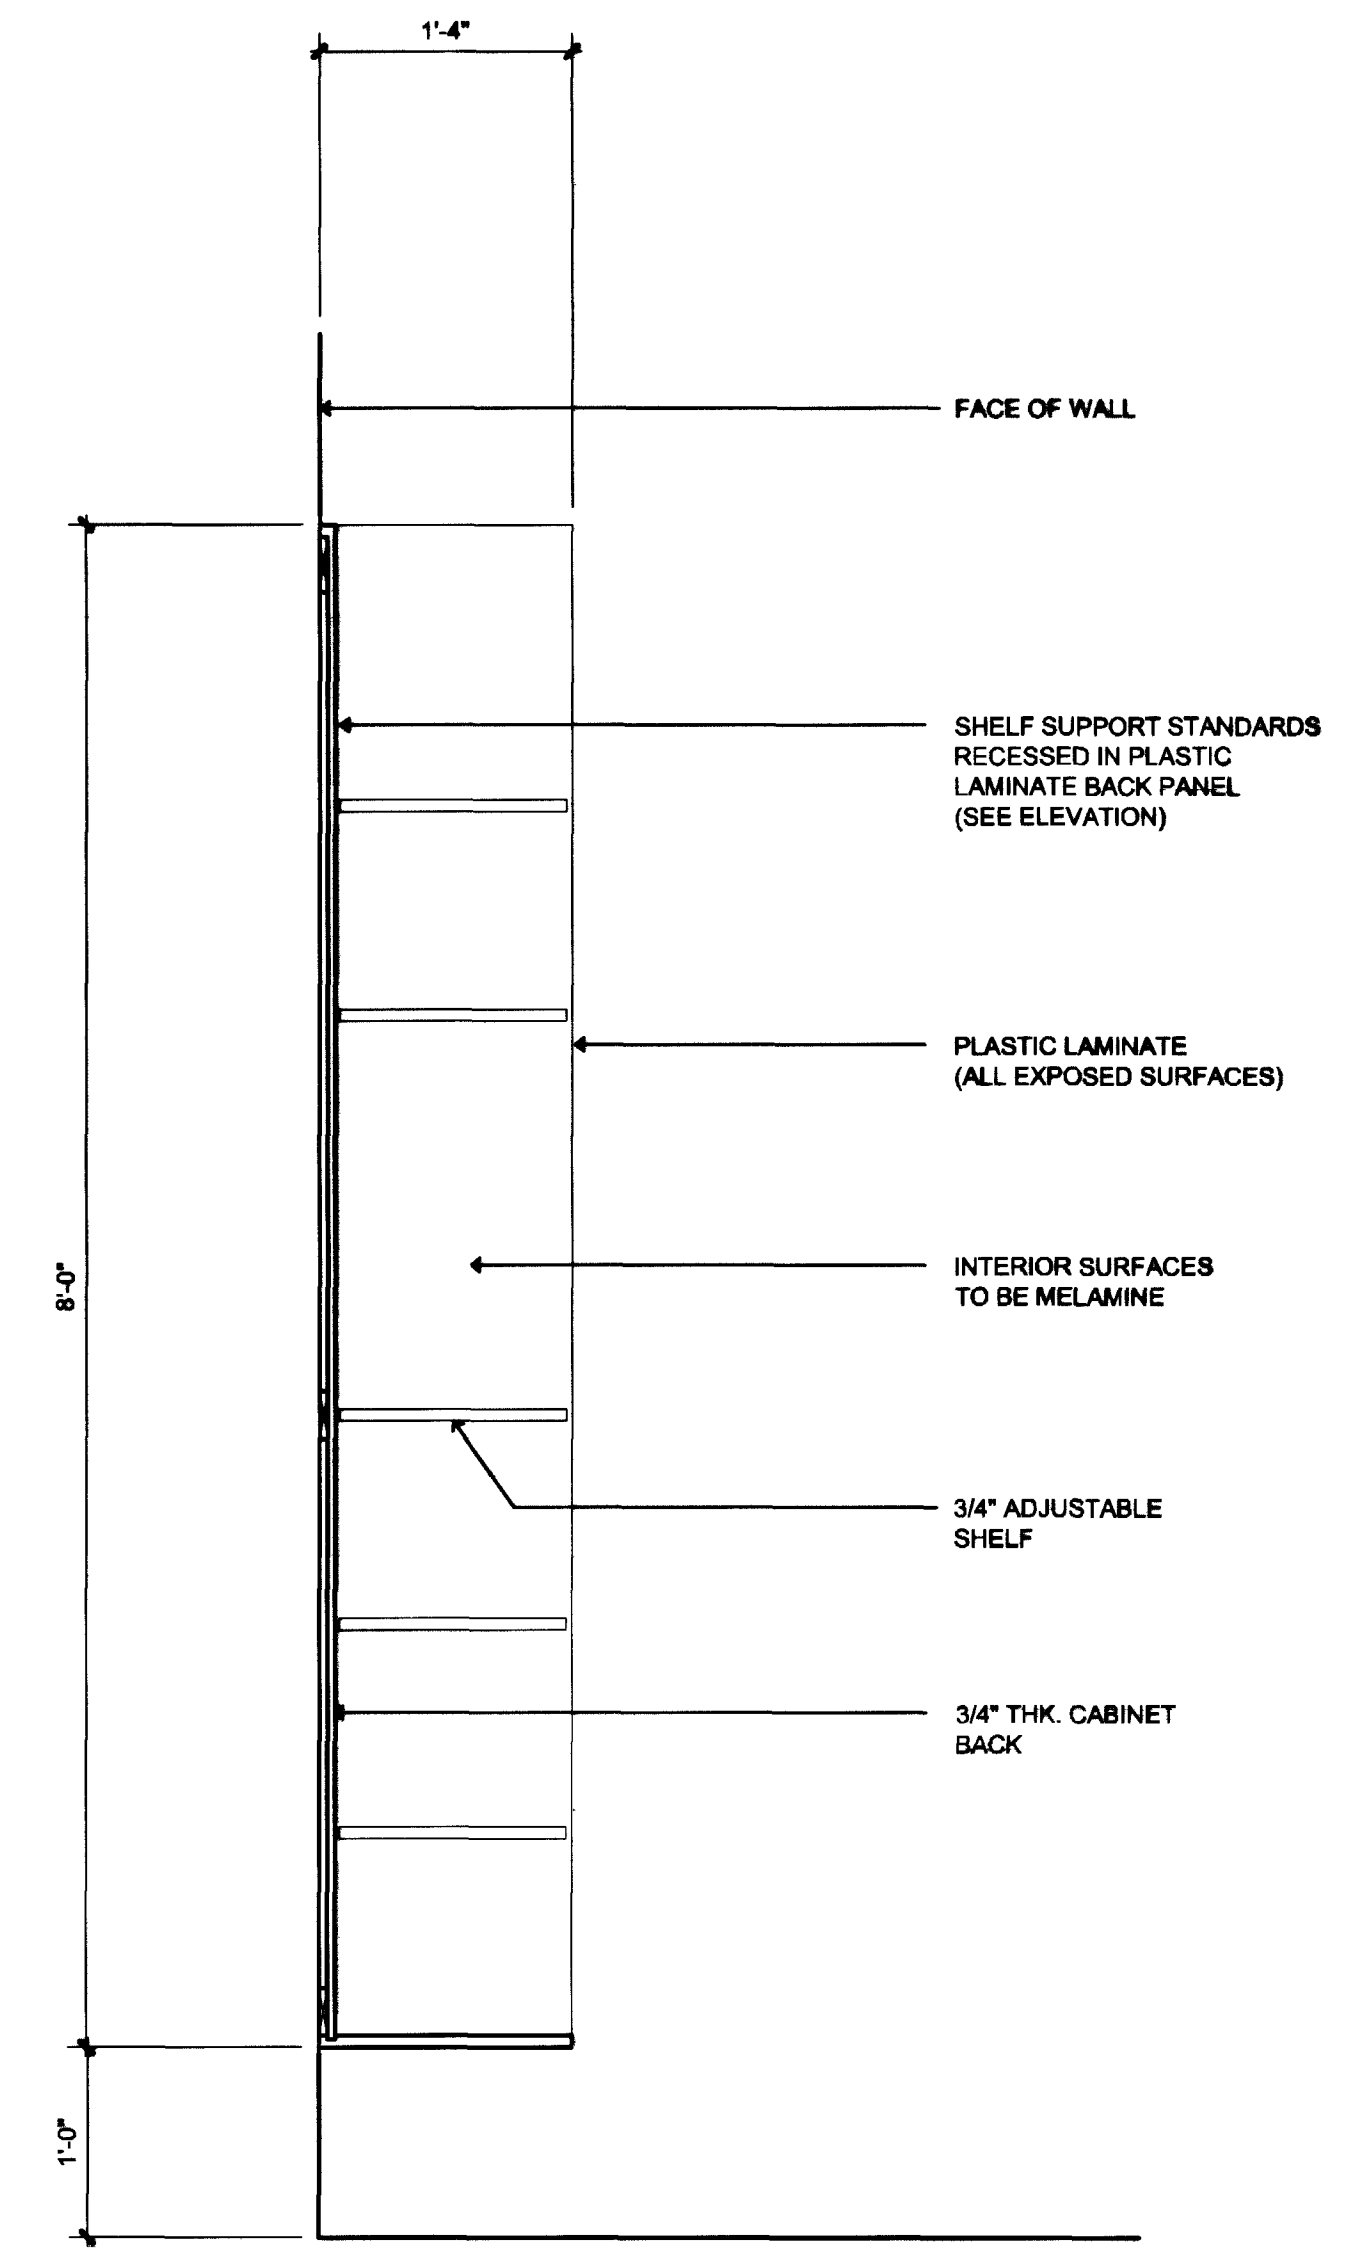 1'-4"
FACE OF WALL
SHELF SUPPORT STANDARDS
RECESSED IN PLASTIC
LAMINATE BACK PANEL
(SEE ELEVATION)
PLASTIC LAMINATE
(ALL EXPOSED SURFACES)
8'-0"
INTERIOR SURFACES
TO BE MELAMINE
3/4" ADJUSTABLE
SHELF
3/4" THK. CABINET
BACK
1'-0"